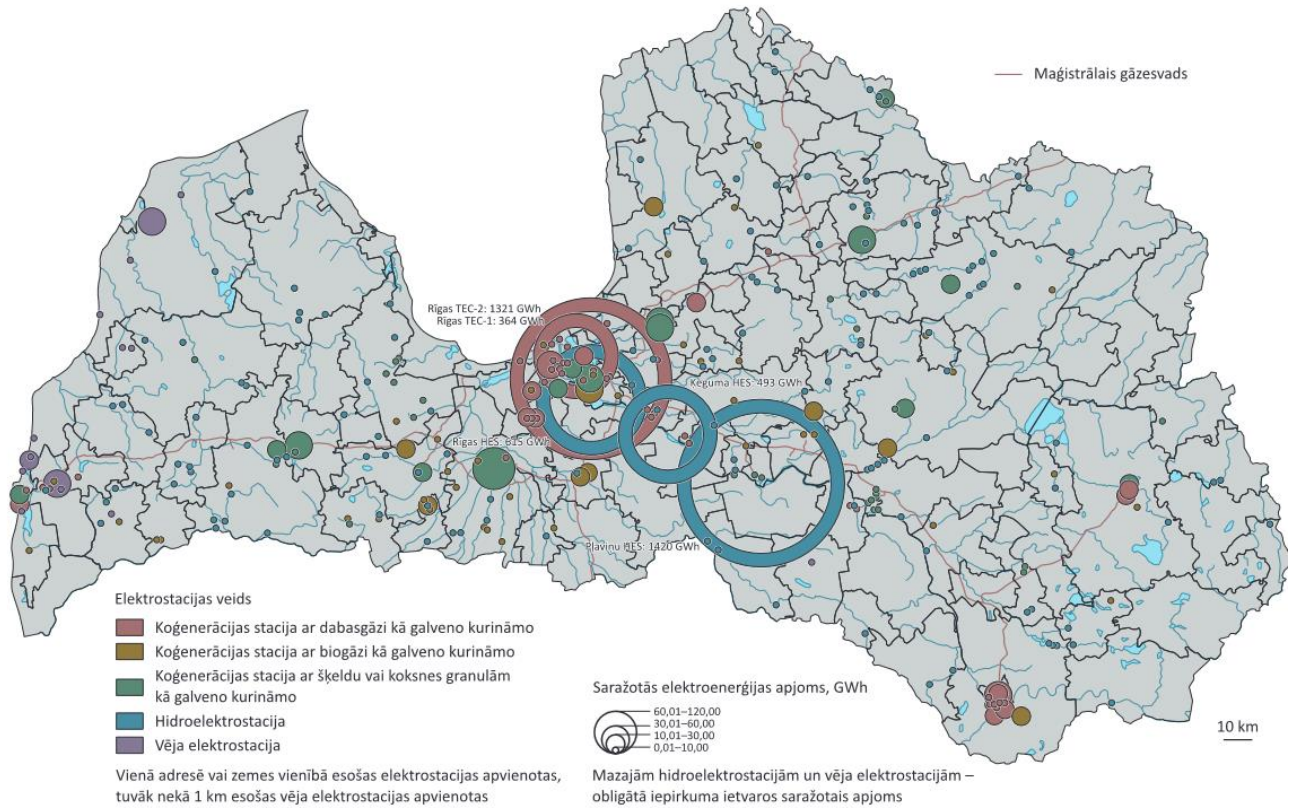 Maģistrālais gāzesvads
Rīgas TEC-2: 1321 GWh
Rīgas TEC-1: 364 GWh
Ķeguma HES: 493 GWh
Rīgas HES: 615 GWh
Pļaviņu HES: 1420 GWh
Elektrostacijas veids
Koģenerācijas stacija ar dabasgāzi kā galveno kurināmo
Koģenerācijas stacija ar biogāzi kā galveno kurināmo
Koģenerācijas stacija ar šķeldu vai koksnes granulām
kā galveno kurināmo
Hidroelektrostacija
Vēja elektrostacija
Vienā adresē vai zemes vienībā esošas elektrostacijas apvienotas,
tuvāk nekā 1 km esošas vēja elektrostacijas apvienotas
Saražotās elektroenerģijas apjoms, GWh
60,01–120,00
30,01–60,00
10,01–30,00
0,01–10,00
Mazajām hidroelektrostacijām un vēja elektrostacijām –
obligātā iepirkuma ietvaros saražotais apjoms
10 km